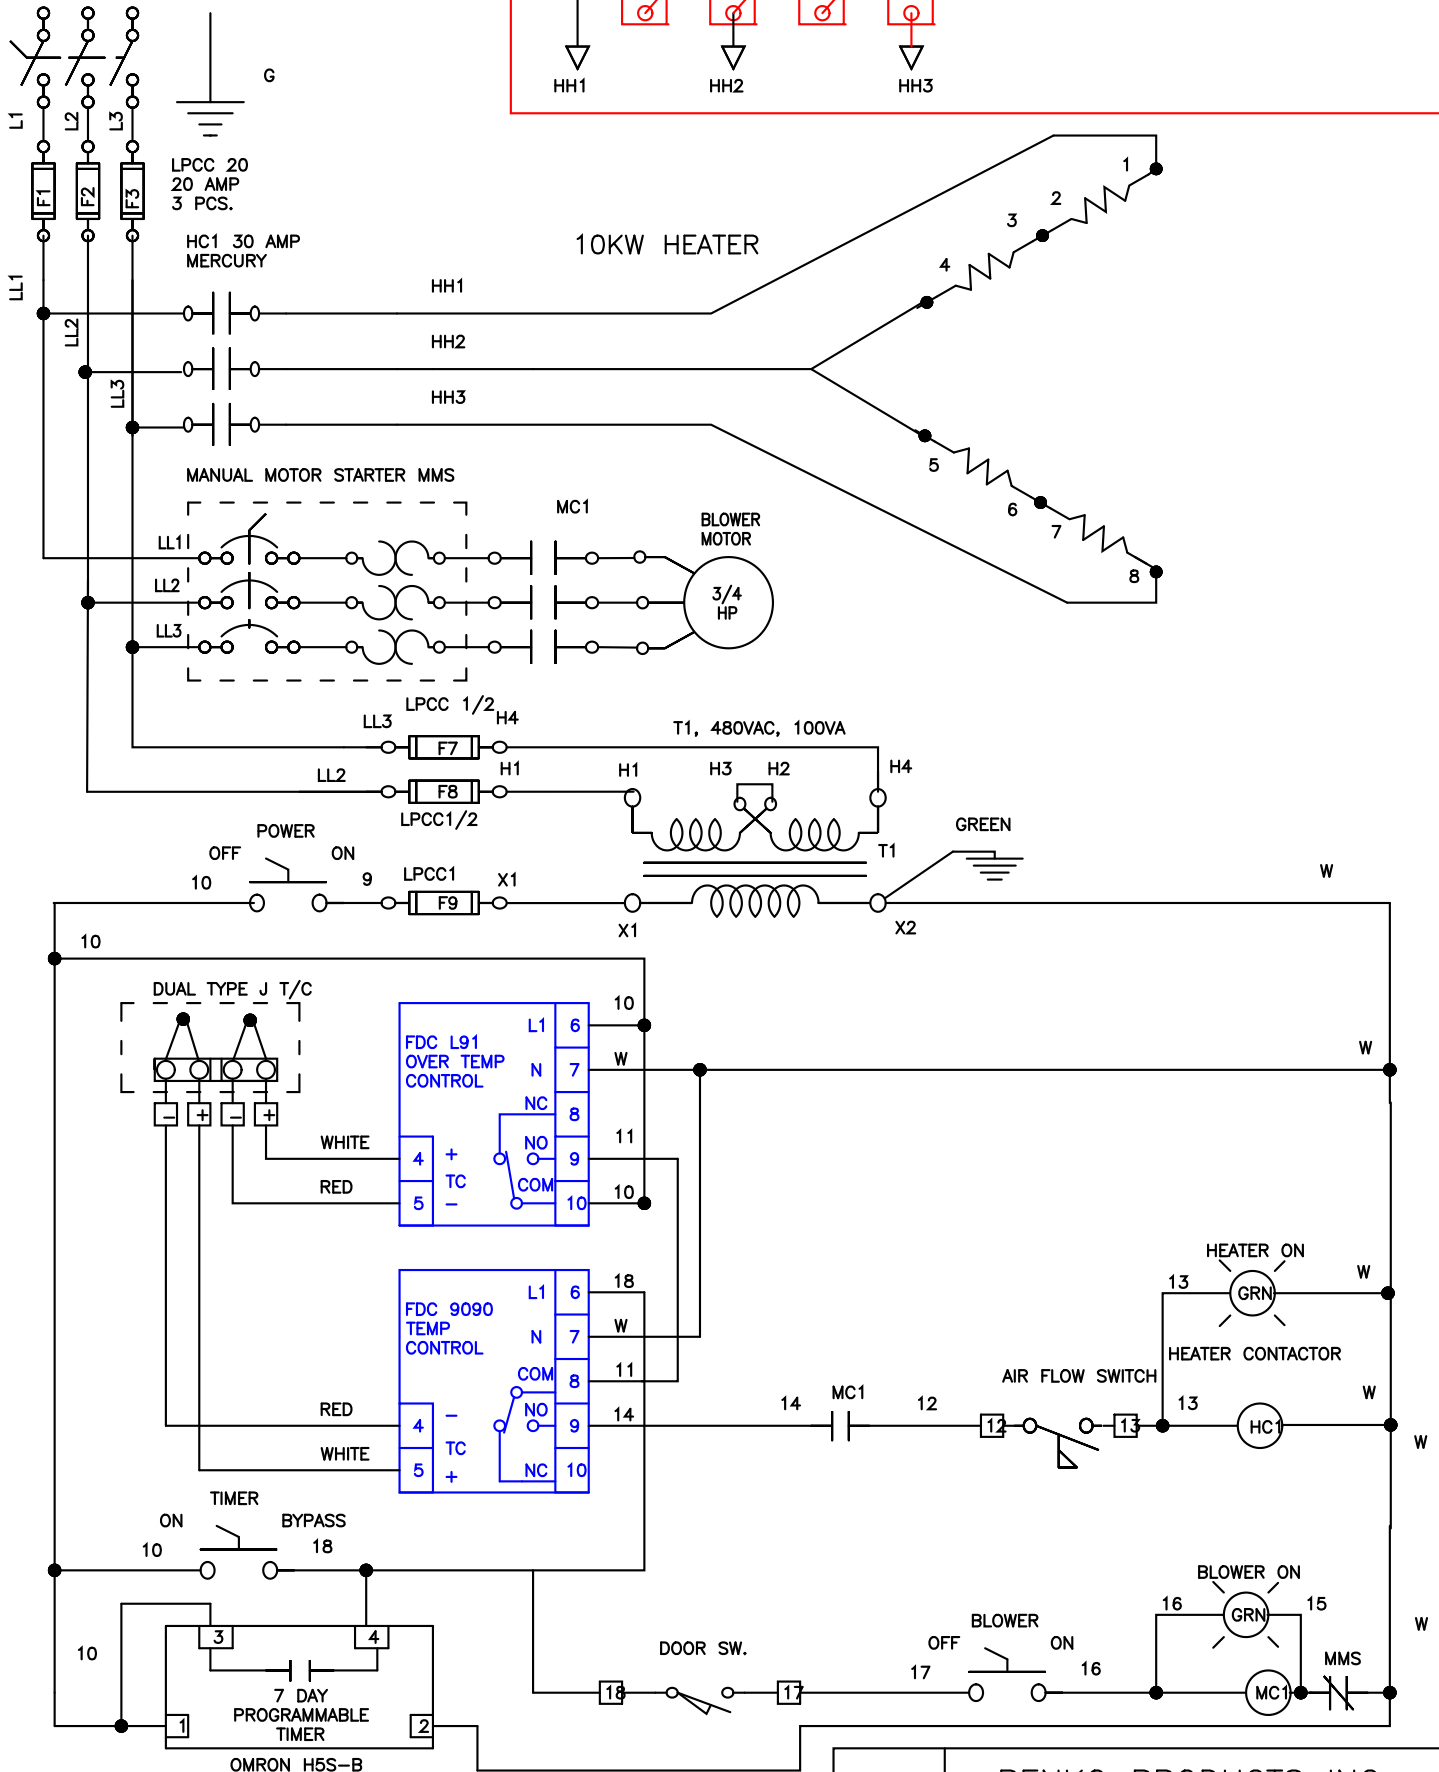 HH1 HH2 HH3
G
L1 L2 L3
F1 F2 F3
LPCC 20
20 AMP
3 PCS.
HC1 30 AMP
MERCURY
10KW HEATER
1
2
3
4
LL1
HH1
LL2
HH2
LL3
HH3
5
6
7
8
MANUAL MOTOR STARTER MMS
MC1
BLOWER
MOTOR
LL1
LL2
LL3
3/4
HP
LPCC 1/2
LL3 F7 H4
T1, 480VAC, 100VA
LL2 F8 H1
LPCC1/2
H1 H3 H2 H4
T1
GREEN
POWER
OFF ON
10 9
LPCC1
F9
X1
X1 X2
W
10
DUAL TYPE J T/C
- + - +
FDC L91
OVER TEMP
CONTROL
L1 6 10
N 7 W
NC 8
NO 9 11
COM 10 10
WHITE 4 +
TC
RED 5 -
W
FDC 9090
TEMP
CONTROL
L1 6 18
N 7 W
COM 8 11
NO 9 14
NC 10
RED 4 -
TC
WHITE 5 +
HEATER ON
13 GRN W
HEATER CONTACTOR
AIR FLOW SWITCH
14 MC1 12 12 13 13 HC1 W
W
TIMER
ON BYPASS
10 18
10
3 4
7 DAY
PROGRAMMABLE
TIMER
1 2
OMRON H5S-B
DOOR SW.
18 17
BLOWER
OFF ON
17 16
BLOWER ON
16 GRN 15
MC1 MMS
W